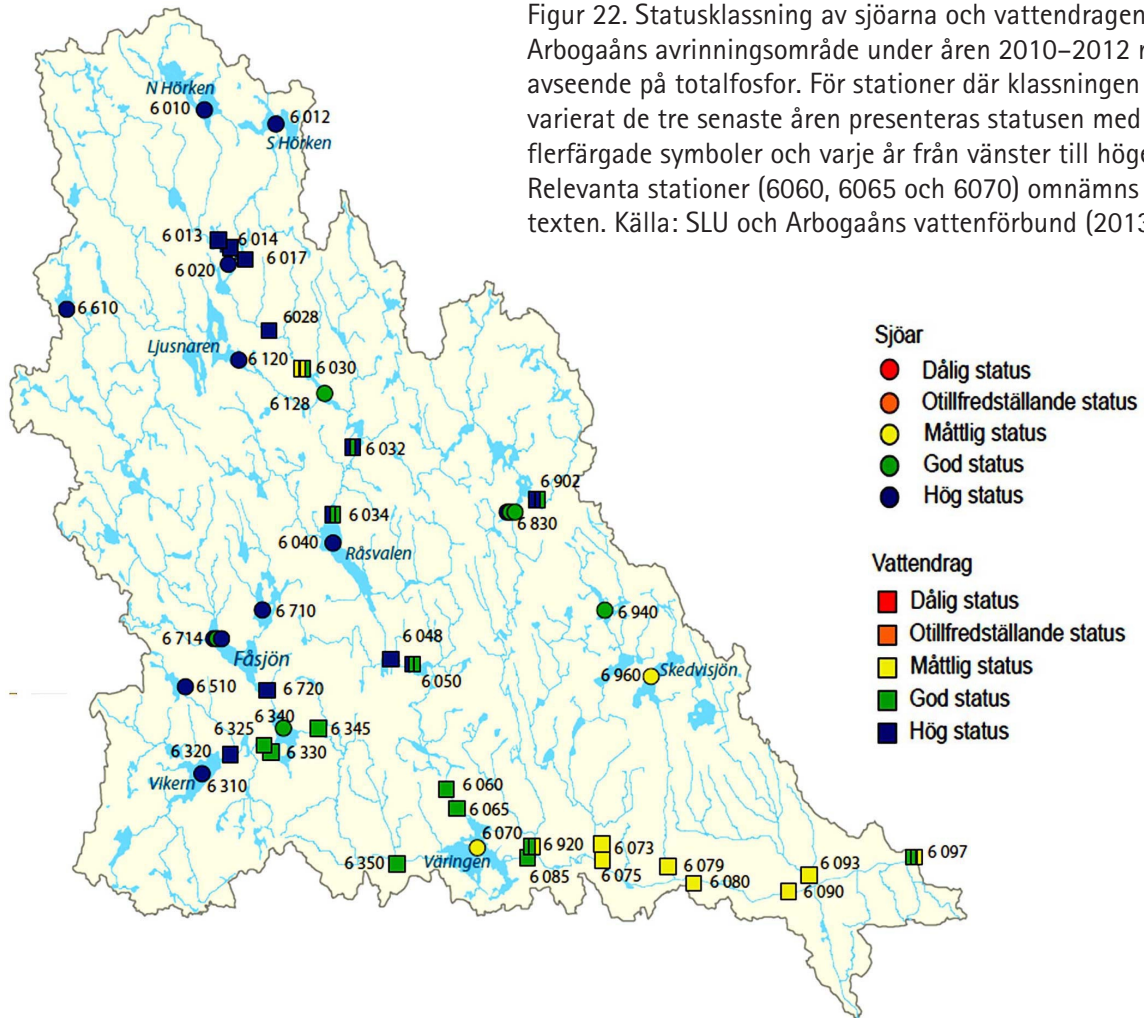 Figur 22. Statusklassning av sjöarna och vattendragen
Arbogaåns avrinningsområde under åren 2010–2012
avseende på totalfosfor. För stationer där klassningen
varierat de tre senaste åren presenteras statusen med
flerfärgade symboler och varje år från vänster till höge
Relevanta stationer (6060, 6065 och 6070) omnämns
texten. Källa: SLU och Arbogaåns vattenförbund (2013
N Hörken
6 010
6 012
S Hörken
6 013
6 014
6 017
6 020
6 610
6028
Ljusnaren
6 120
6 030
6 128
6 032
6 902
6 034
6 830
6 040
Råsvalen
6 710
6 940
6 714
6 048
Fåsjön
6 050
6 960
Skedvisjön
6 510
6 720
6 340
6 325
6 345
6 320
6 330
Vikern
6 310
6 060
6 065
6 070
6 920
6 073
Väringen
6 350
6 085
6 075
6 079
6 080
6 093
6 090
6 097
Sjöar
Dålig status
Otillfredställande status
Måttlig status
God status
Hög status
Vattendrag
Dålig status
Otillfredställande status
Måttlig status
God status
Hög status